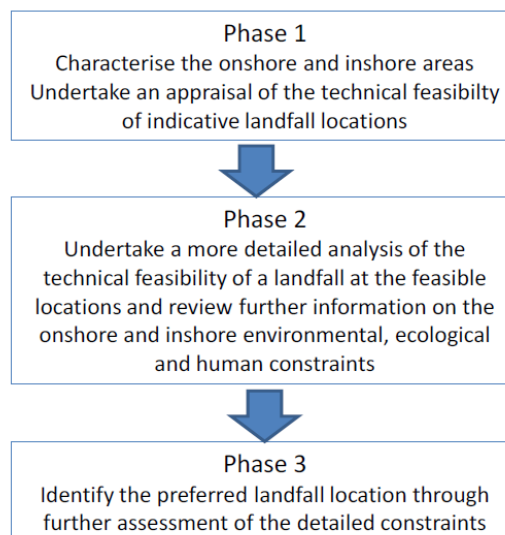 Phase 1
Characterise the onshore and inshore areas
Undertake an appraisal of the technical feasibilty
of indicative landfall locations
Phase 2
Undertake a more detailed analysis of the
technical feasibility of a landfall at the feasible
locations and review further information on the
onshore and inshore environmental, ecological
and human constraints
Phase 3
Identify the preferred landfall location through
further assessment of the detailed constraints